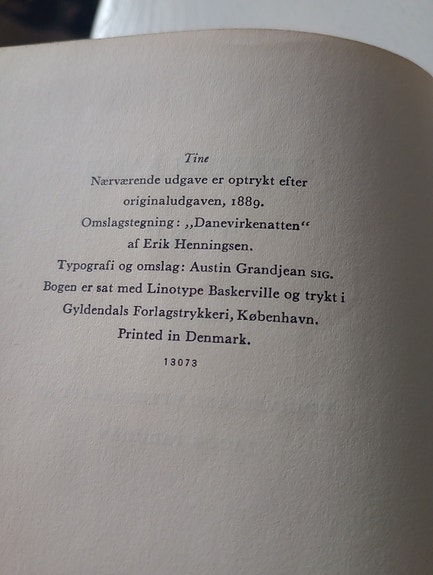 Tine
Nærværende udgave er optrykt efter
originaludgaven, 1889.
Omslagstegning: „Danevirkenatten“
af Erik Henningsen.
Typografi og omslag: Austin Grandjean SIG.
Bogen er sat med Linotype Baskerville og trykt i
Gyldendals Forlagstrykkeri, København.
Printed in Denmark.
13073